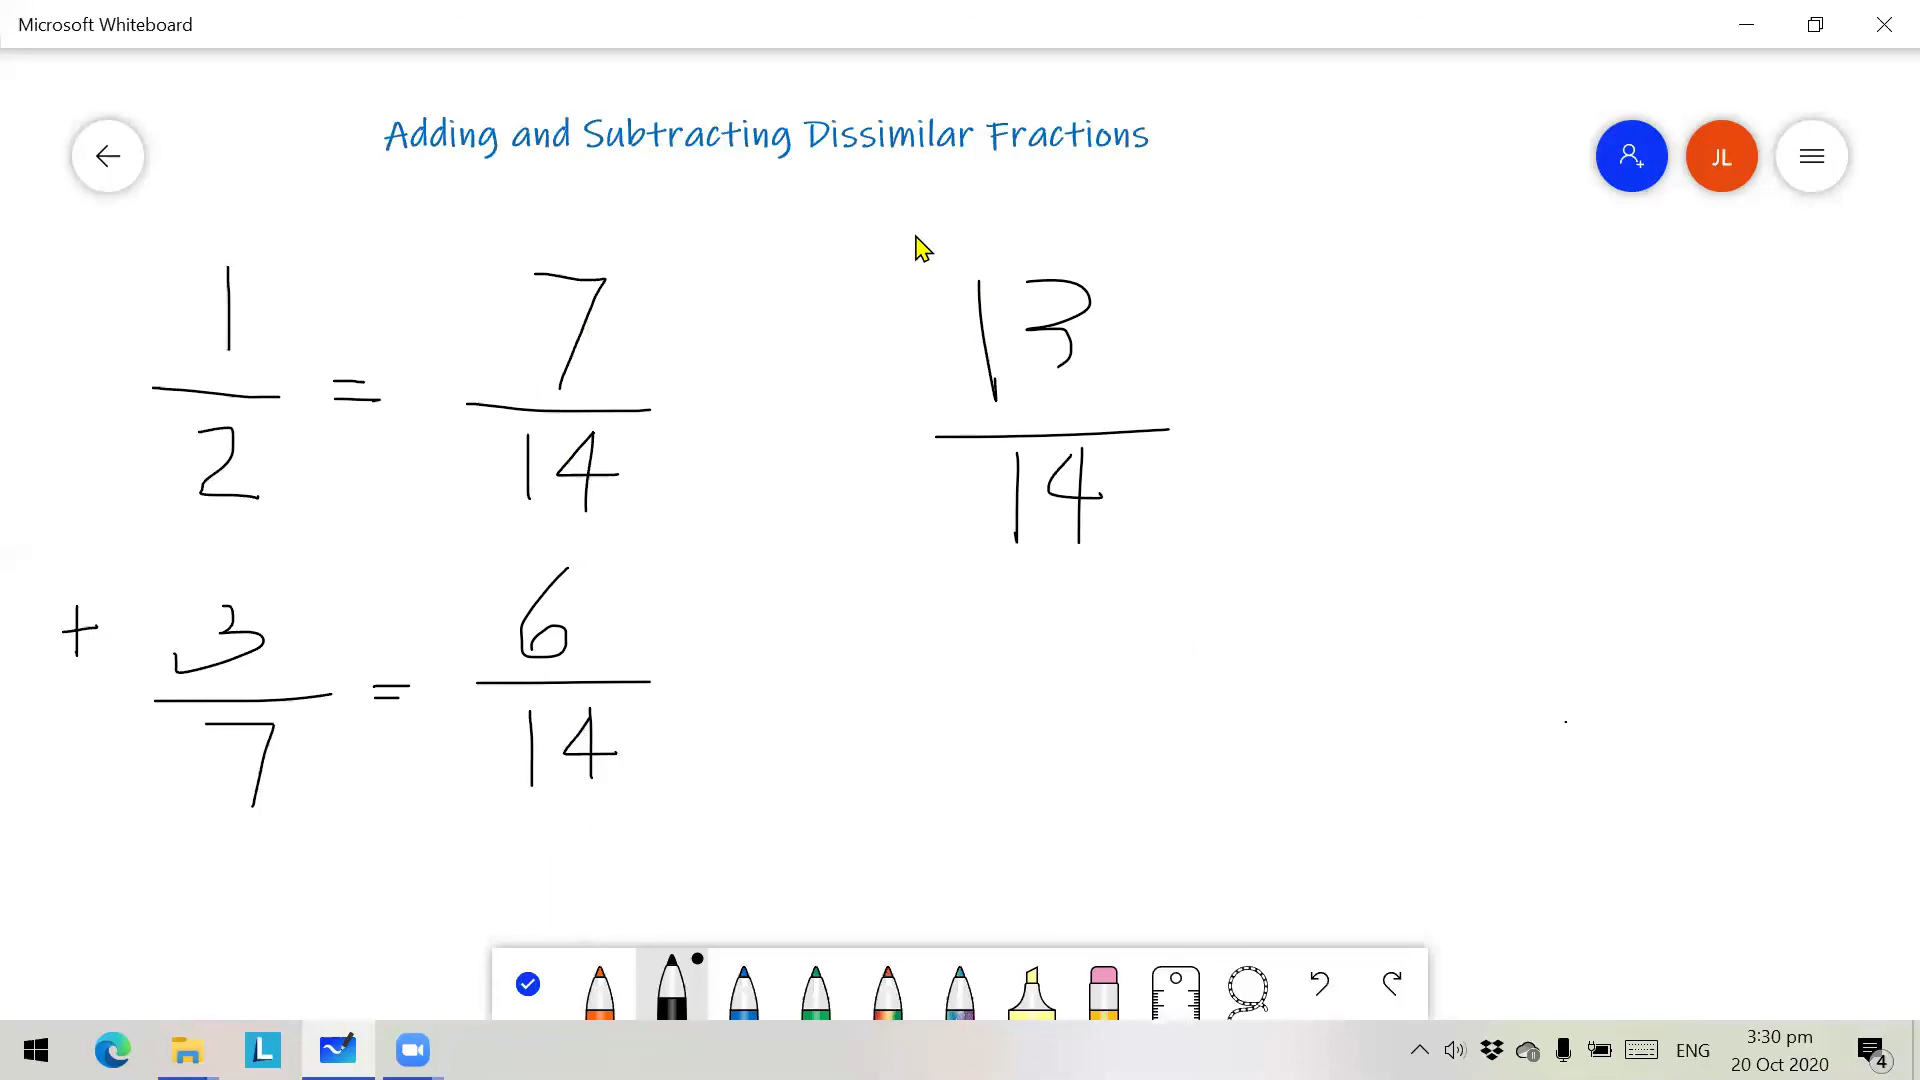 Microsoft Whiteboard
Adding and Subtracting Dissimilar Fractions
JL
1/2 = 7/14
13/14
+ 3/7 = 6/14
L
ENG
3:30 pm
20 Oct 2020
4